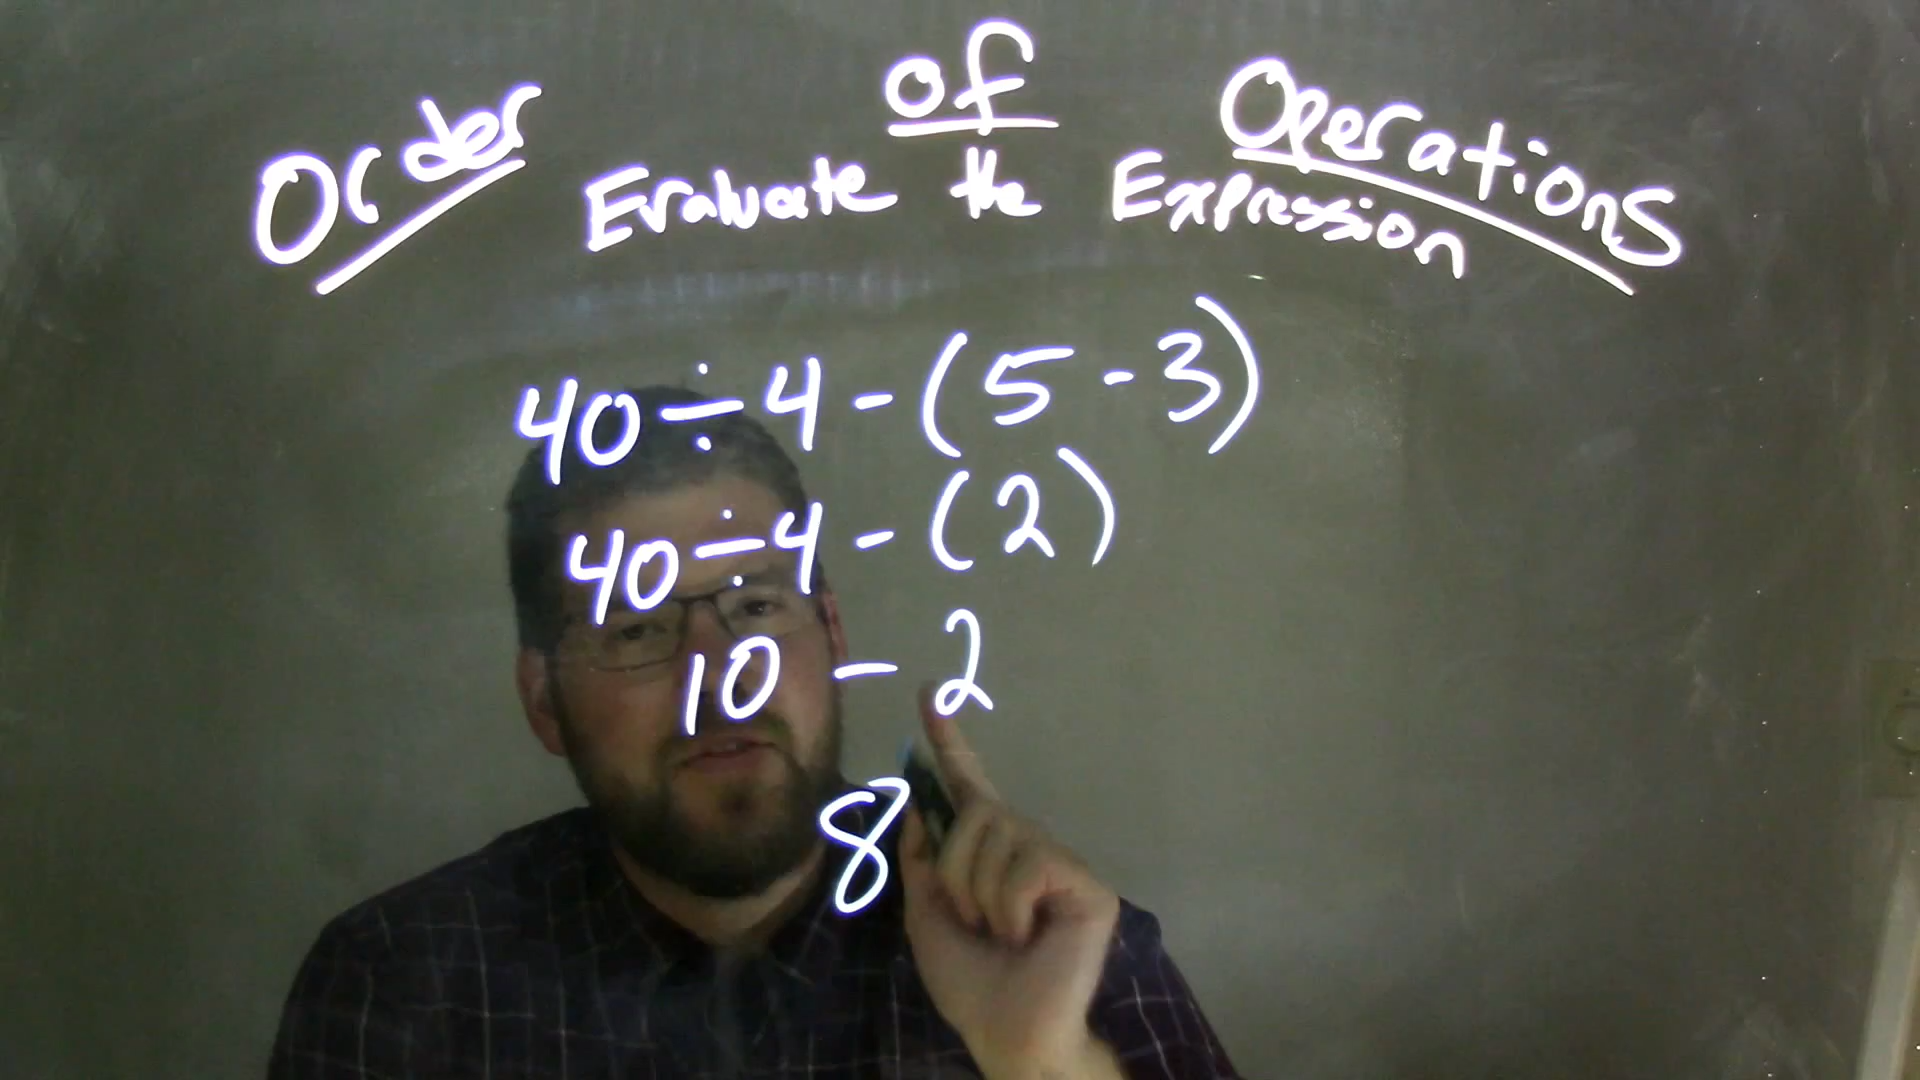 Order of Operations
Evaluate the Expression
40 ÷ 4 - (5 - 3)
40 ÷ 4 - (2)
10 - 2
8